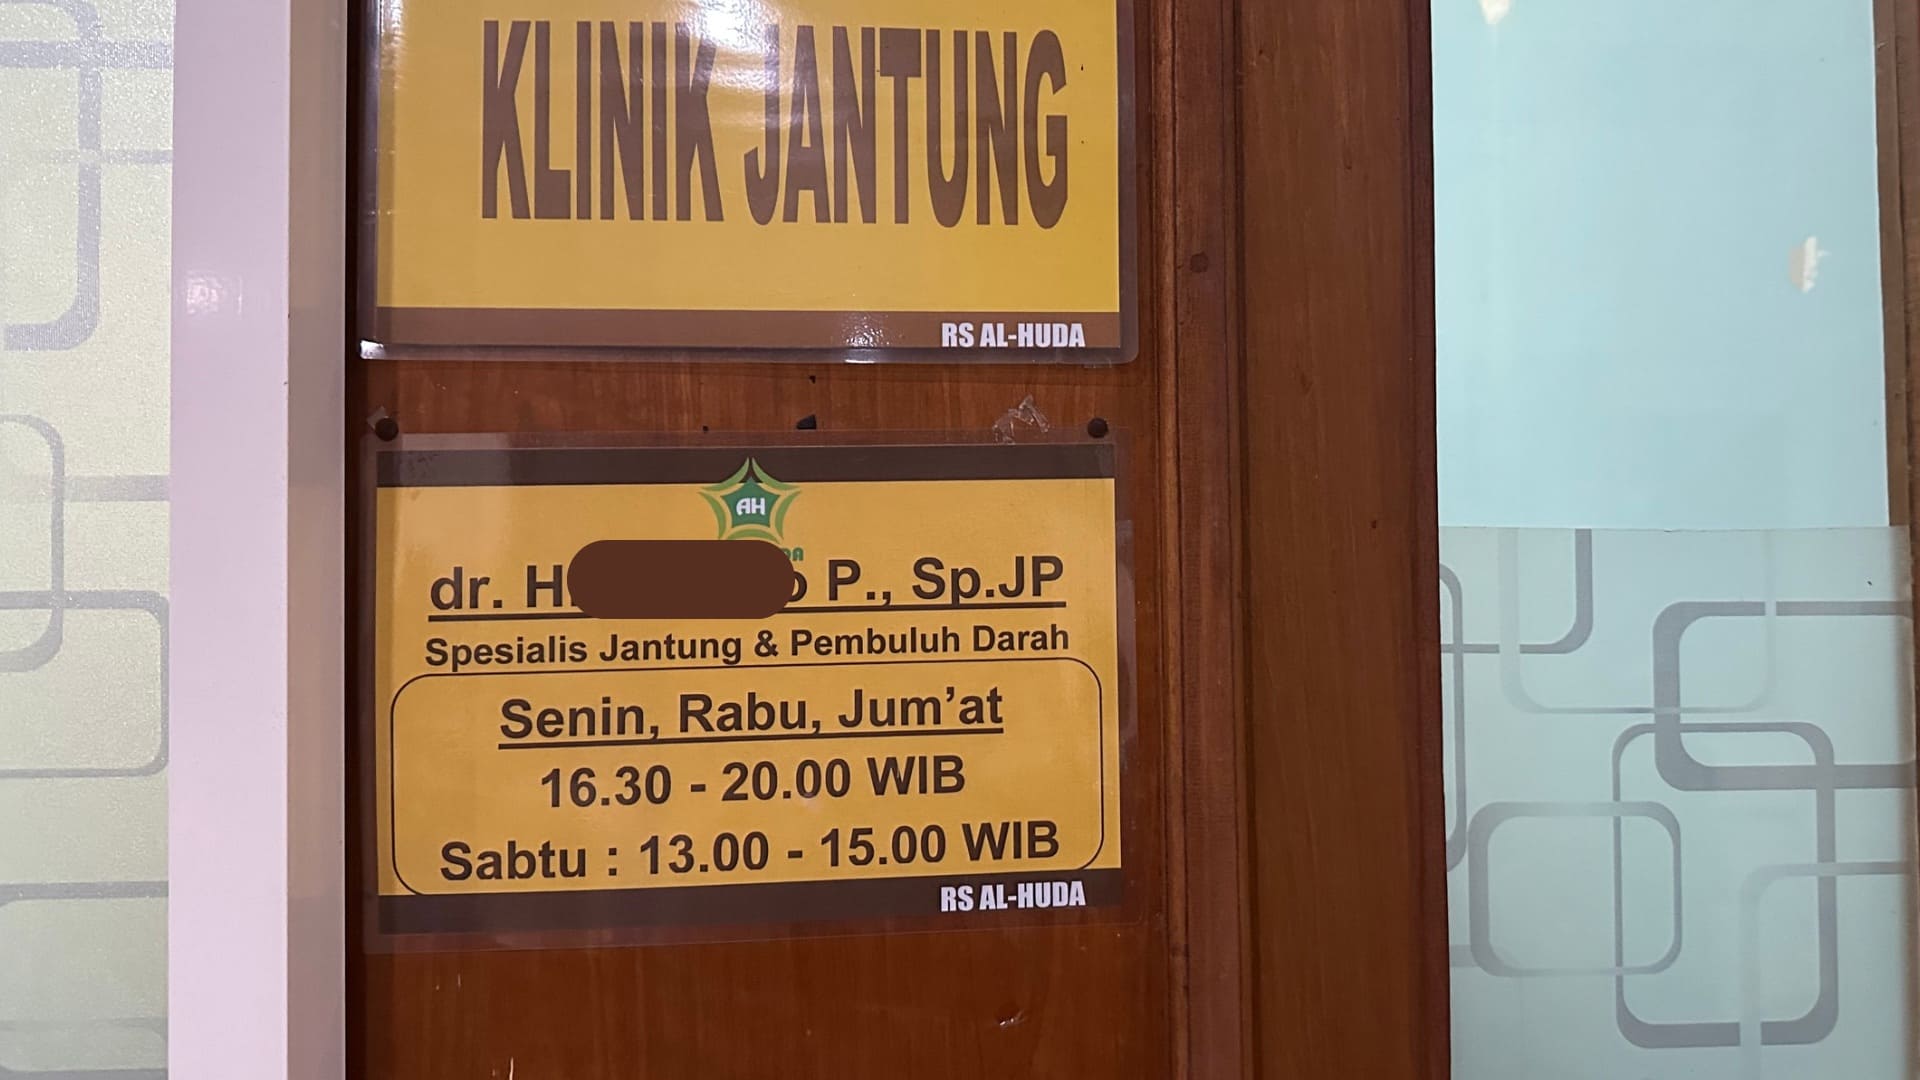 KLINIK JANTUNG
RS AL-HUDA
AH
dr. P., Sp.JP
Spesialis Jantung & Pembuluh Darah
Senin, Rabu, Jum'at
16.30 - 20.00 WIB
Sabtu : 13.00 - 15.00 WIB
RS AL-HUDA